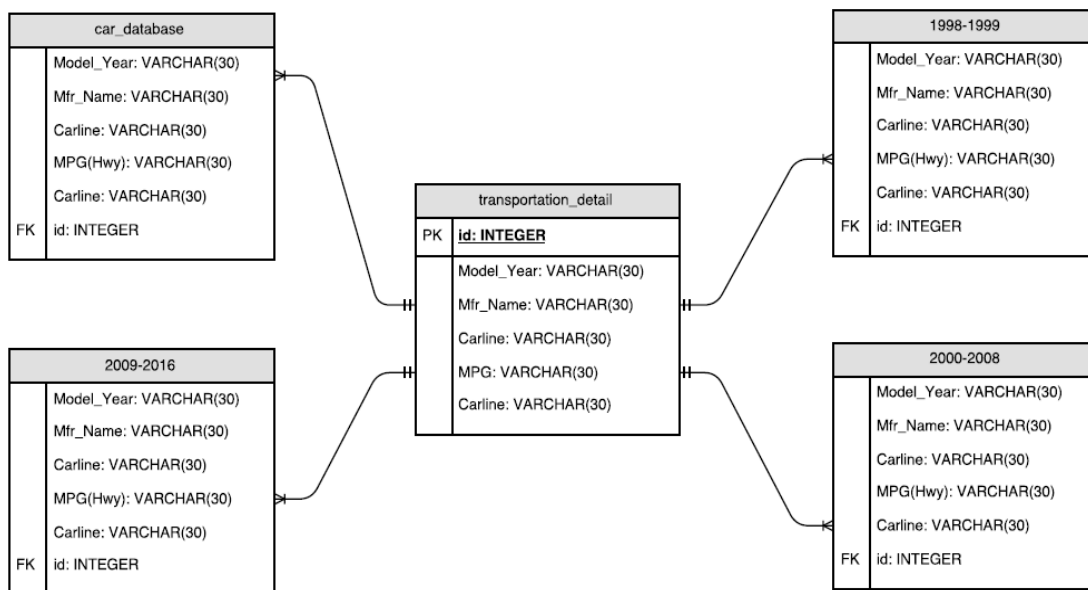 car_database
Model_Year: VARCHAR(30)
Mfr_Name: VARCHAR(30)
Carline: VARCHAR(30)
MPG(Hwy): VARCHAR(30)
Carline: VARCHAR(30)
FK id: INTEGER
1998-1999
Model_Year: VARCHAR(30)
Mfr_Name: VARCHAR(30)
Carline: VARCHAR(30)
MPG(Hwy): VARCHAR(30)
Carline: VARCHAR(30)
FK id: INTEGER
transportation_detail
PK id: INTEGER
Model_Year: VARCHAR(30)
Mfr_Name: VARCHAR(30)
Carline: VARCHAR(30)
MPG: VARCHAR(30)
Carline: VARCHAR(30)
2009-2016
Model_Year: VARCHAR(30)
Mfr_Name: VARCHAR(30)
Carline: VARCHAR(30)
MPG(Hwy): VARCHAR(30)
Carline: VARCHAR(30)
FK id: INTEGER
2000-2008
Model_Year: VARCHAR(30)
Mfr_Name: VARCHAR(30)
Carline: VARCHAR(30)
MPG(Hwy): VARCHAR(30)
Carline: VARCHAR(30)
FK id: INTEGER